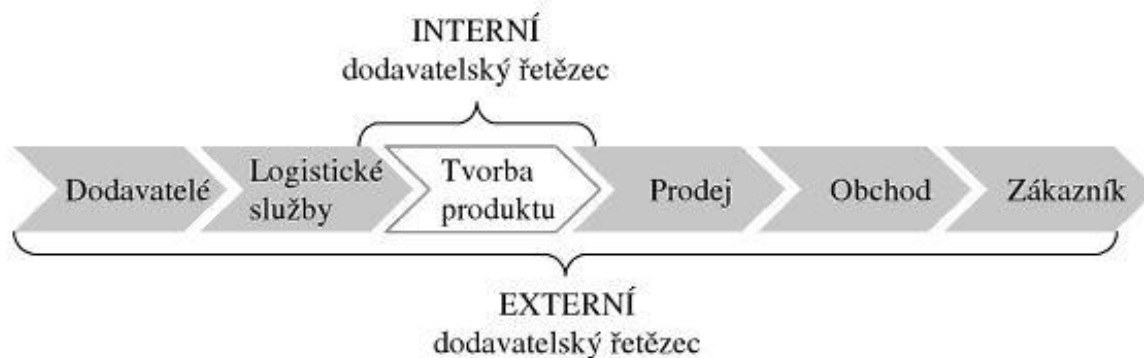 INTERNÍ
dodavatelský řetězec
Dodavatelé
Logistické
služby
Tvorba
produktu
Prodej
Obchod
Zákazník
EXTERNÍ
dodavatelský řetězec